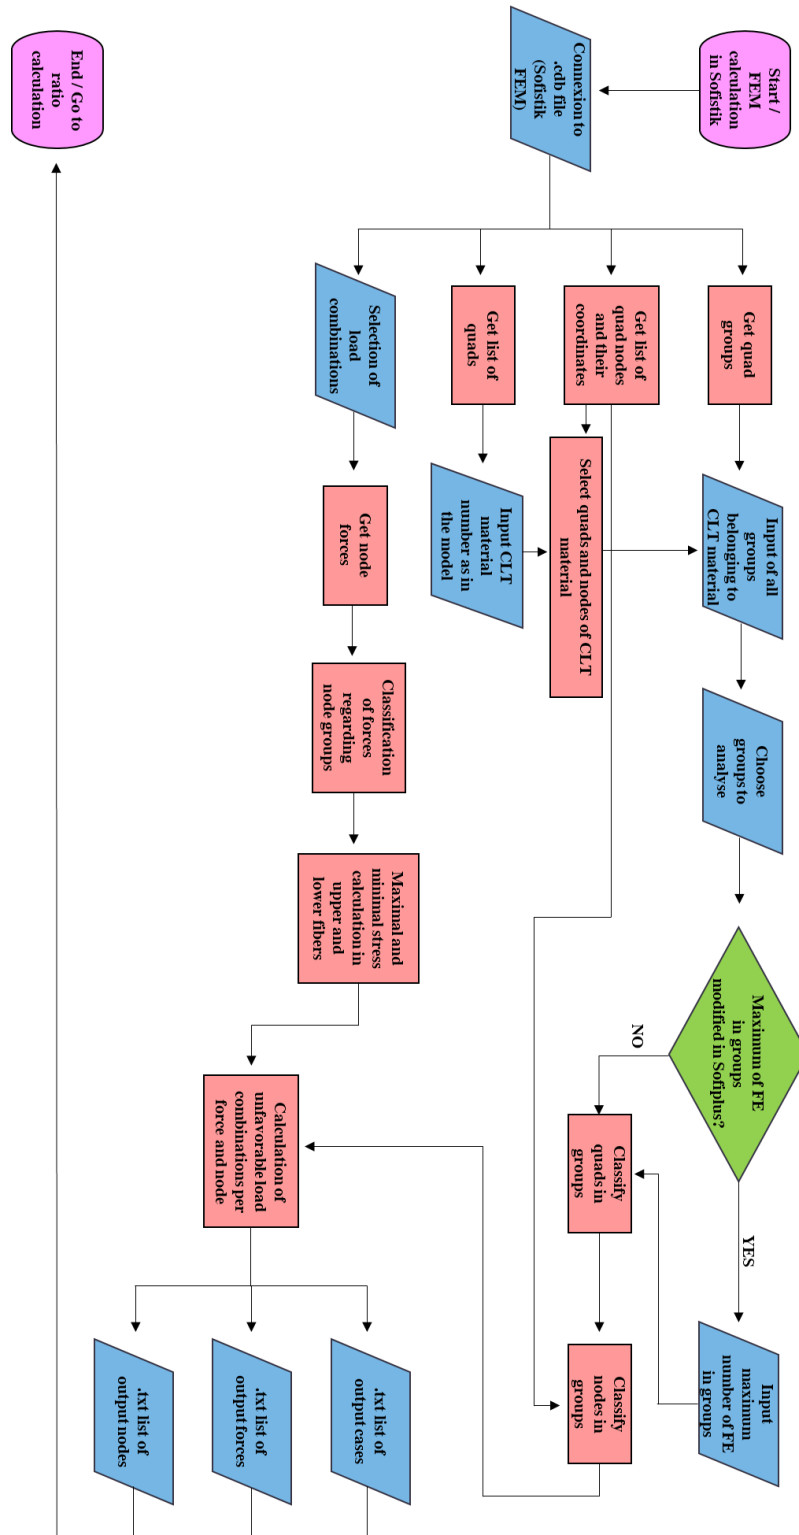 Start /
FEM
calculation
in Sofistik
Connexion to
.cdb file
(Sofistik
FEM)
End / Go to
ratio
calculation
Get quad
groups
Get list of
quad nodes
and their
coordinates
Get list of
quads
Selection of
load
combinations
Input of all
groups
belonging to
CLT material
Select quads and nodes of CLT
material
Input CLT
material
number as in
the model
Get node
forces
Choose
groups to
analyse
Classification
of forces
regarding
node groups
Maximal and
minimal stress
calculation in
upper and
lower fibers
Maximum of FE
in groups
modified in Sofiplus?
NO
YES
Classify
quads in
groups
Calculation of
unfavorable load
combinations per
force and node
Input
maximum
number of FE
in groups
Classify
nodes in
groups
.txt list of
output cases
.txt list of
output forces
.txt list of
output nodes